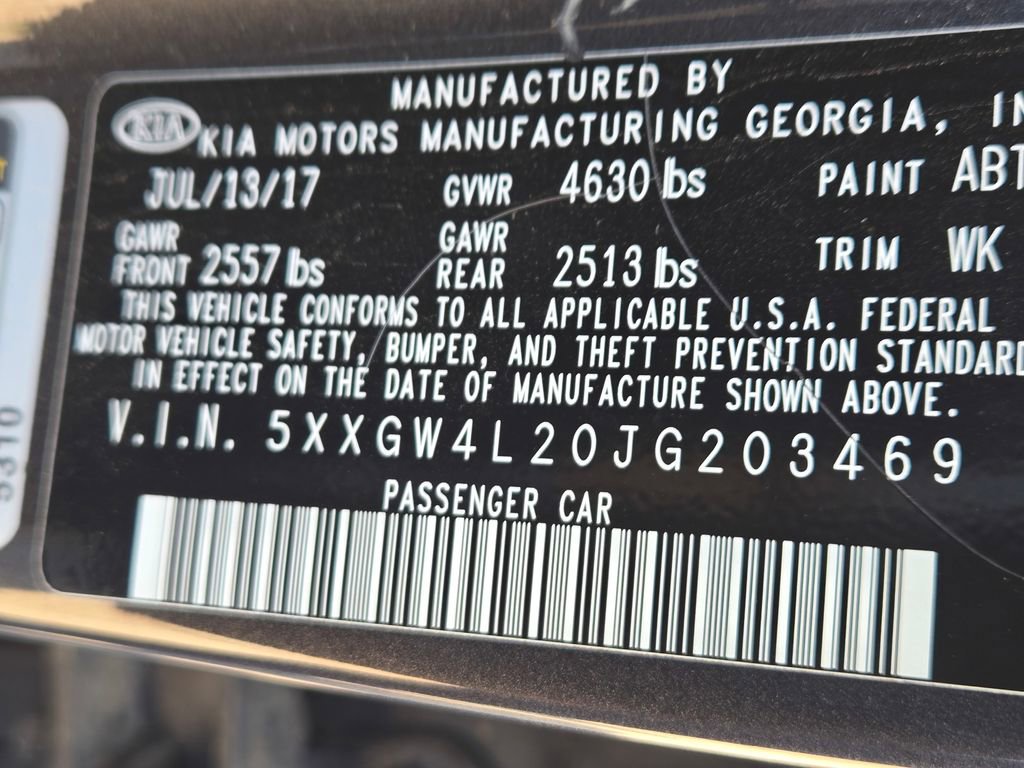 MANUFACTURED BY
KIA KIA MOTORS MANUFACTURING GEORGIA, IN
JUL/13/17 GVWR 4630 lbs PAINT ABT
GAWR FRONT 2557 lbs GAWR REAR 2513 lbs TRIM WK
THIS VEHICLE CONFORMS TO ALL APPLICABLE U.S.A. FEDERAL
MOTOR VEHICLE SAFETY, BUMPER, AND THEFT PREVENTION STANDARD
IN EFFECT ON THE DATE OF MANUFACTURE SHOWN ABOVE.
V.I.N. 5XXGW4L20JG203469
PASSENGER CAR
5310